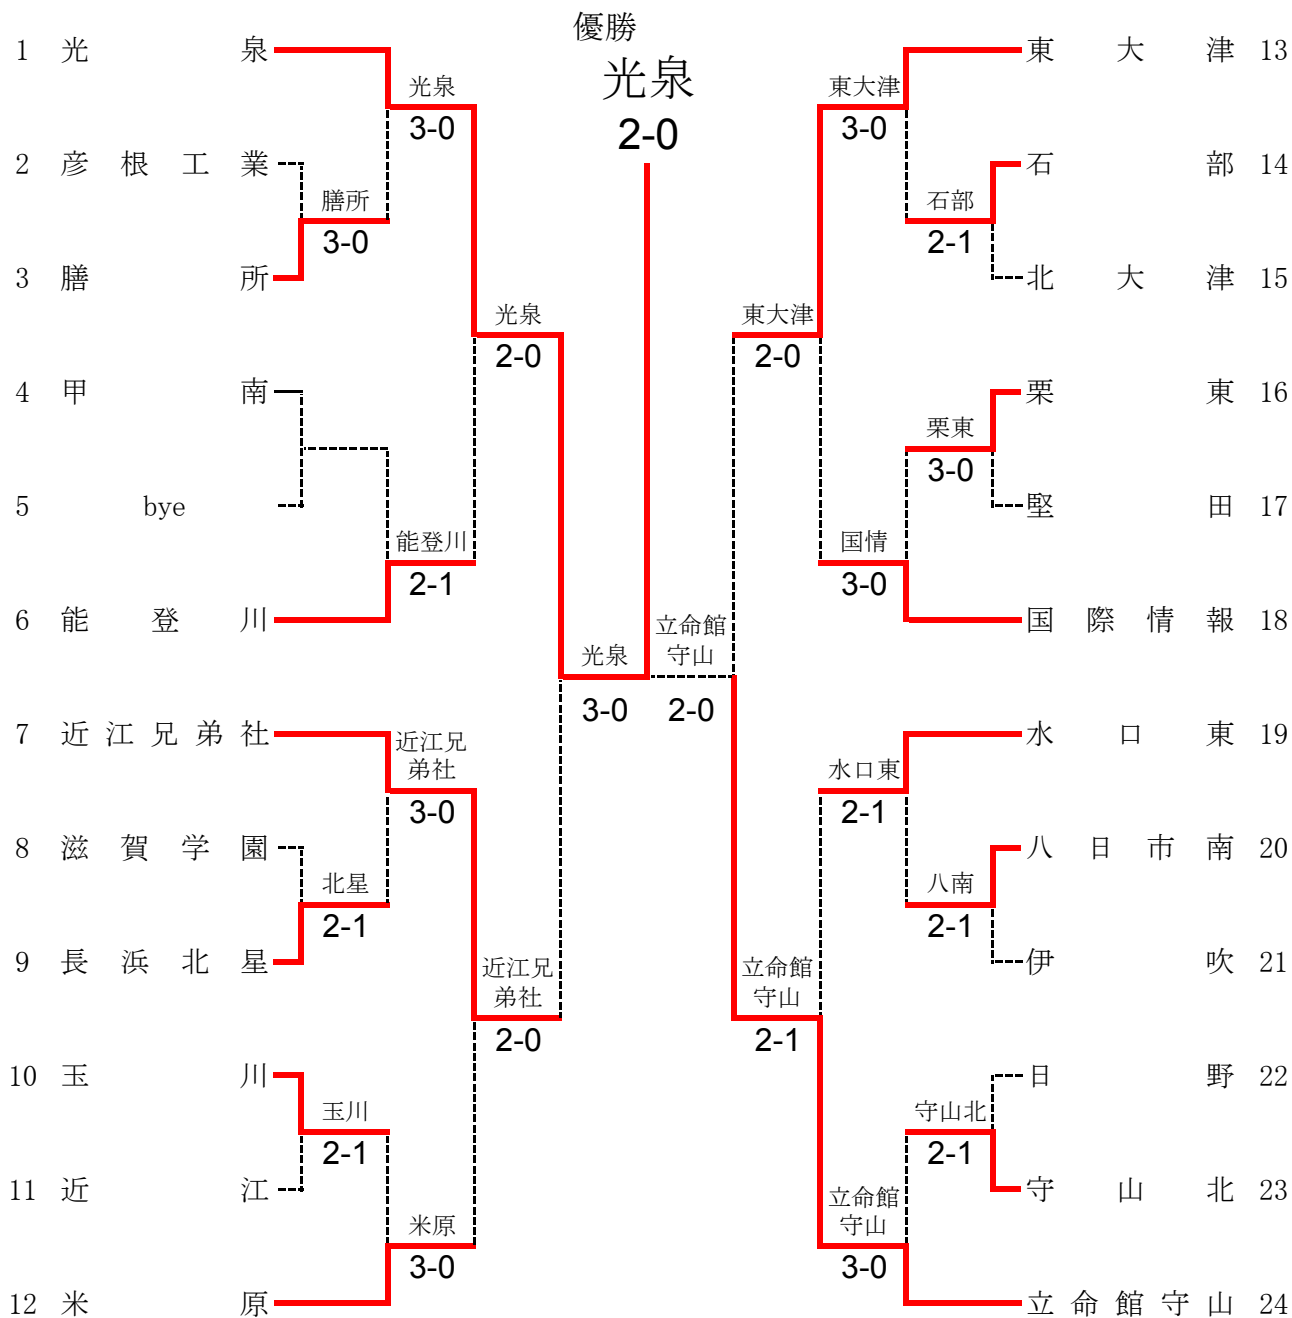 優勝
光泉
2-0
1 光泉
2 彦根工業
3 膳所
4 甲南
5 bye
6 能登川
7 近江兄弟社
8 滋賀学園
9 長浜北星
10 玉川
11 近江
12 米原
膳所
3-0
光泉
3-0
能登川
2-1
光泉
2-0
北星
2-1
近江兄
弟社
3-0
玉川
2-1
米原
3-0
近江兄
弟社
2-0
光泉
3-0
立命館
守山
2-0
東大津
2-0
立命館
守山
2-1
東大津
3-0
石部
2-1
栗東
3-0
国情
3-0
水口東
2-1
八南
2-1
守山北
2-1
立命館
守山
3-0
東大津 13
石部 14
北大津 15
栗東 16
堅田 17
国際情報 18
水口東 19
八日市南 20
伊吹 21
日野 22
守山北 23
立命館守山 24